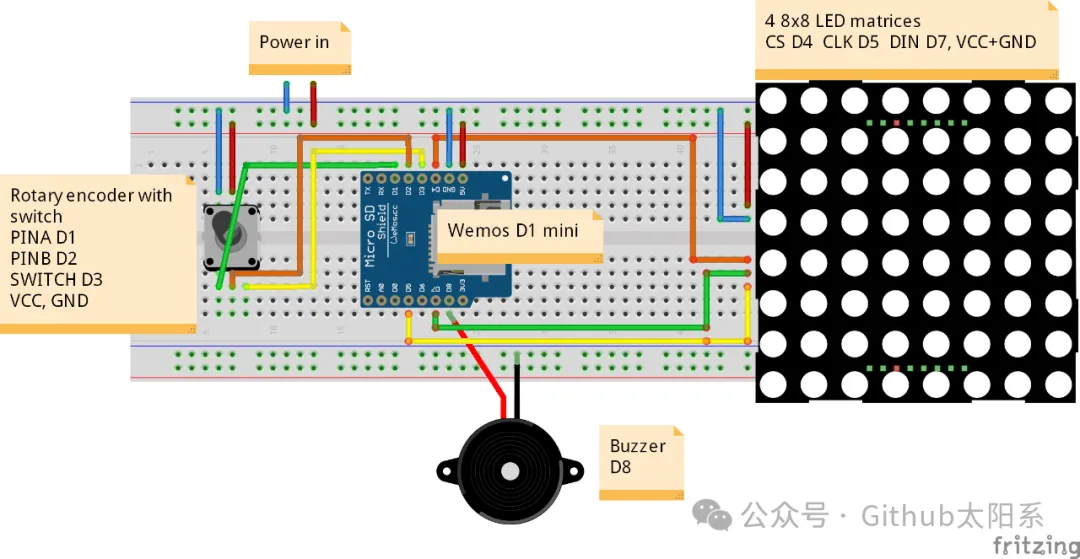 Power in
4 8x8 LED matrices
CS D4 CLK D5 DIN D7, VCC+GND
Rotary encoder with
switch
PINA D1
PINB D2
SWITCH D3
VCC, GND
TX RX D1 D2 D3 D4 GND 5V
Micro SD
Shield
WeMos.cc
Wemos D1 mini
RST A0 D0 D5 D6 D7 D8 3V3
Buzzer
D8
公众号 · Github太阳系
fritzing